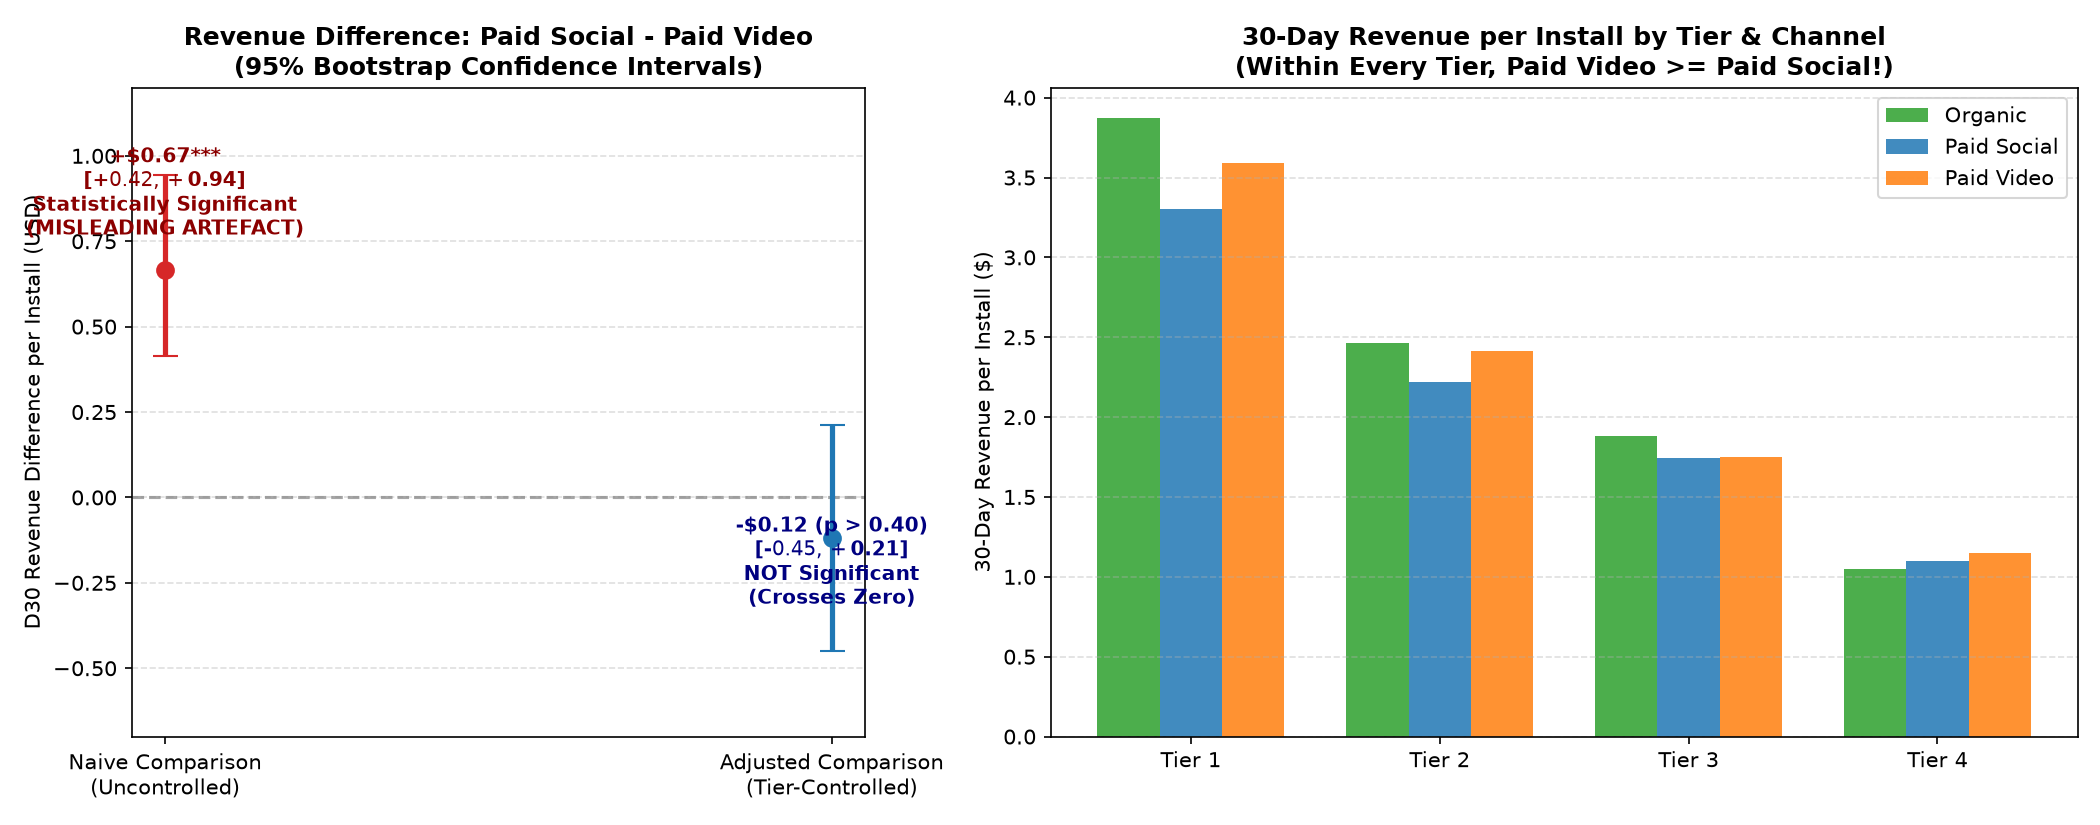 Revenue Difference: Paid Social - Paid Video
(95% Bootstrap Confidence Intervals)
D30 Revenue Difference per Install (USD)
1.00
0.75
0.50
0.25
0.00
−0.25
−0.50
+$0.67***
[+0.42, +0.94]
Statistically Significant
(MISLEADING ARTEFACT)
-$0.12 (p > 0.40)
[-0.45, +0.21]
NOT Significant
(Crosses Zero)
Naive Comparison
(Uncontrolled)
Adjusted Comparison
(Tier-Controlled)
30-Day Revenue per Install by Tier & Channel
(Within Every Tier, Paid Video >= Paid Social!)
30-Day Revenue per Install ($)
4.0
3.5
3.0
2.5
2.0
1.5
1.0
0.5
0.0
Organic
Paid Social
Paid Video
Tier 1
Tier 2
Tier 3
Tier 4